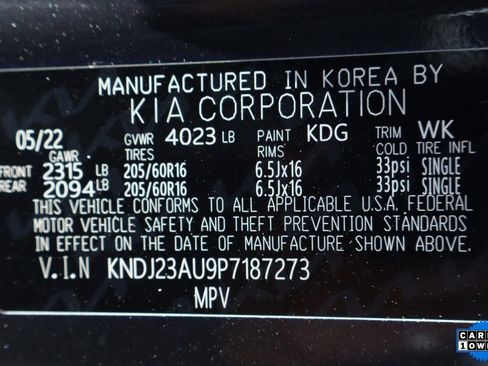 MANUFACTURED IN KOREA BY
KIA CORPORATION
05/22 GVWR 4023 LB PAINT KDG TRIM WK
GAWR TIRES RIMS COLD TIRE INFL
FRONT 2315 LB 205/60R16 6.5Jx16 33psi SINGLE
REAR 2094 LB 205/60R16 6.5Jx16 33psi SINGLE
THIS VEHICLE CONFORMS TO ALL APPLICABLE U.S.A. FEDERAL
MOTOR VEHICLE SAFETY AND THEFT PREVENTION STANDARDS
IN EFFECT ON THE DATE OF MANUFACTURE SHOWN ABOVE.
V.I.N KNDJ23AU9P7187273
MPV